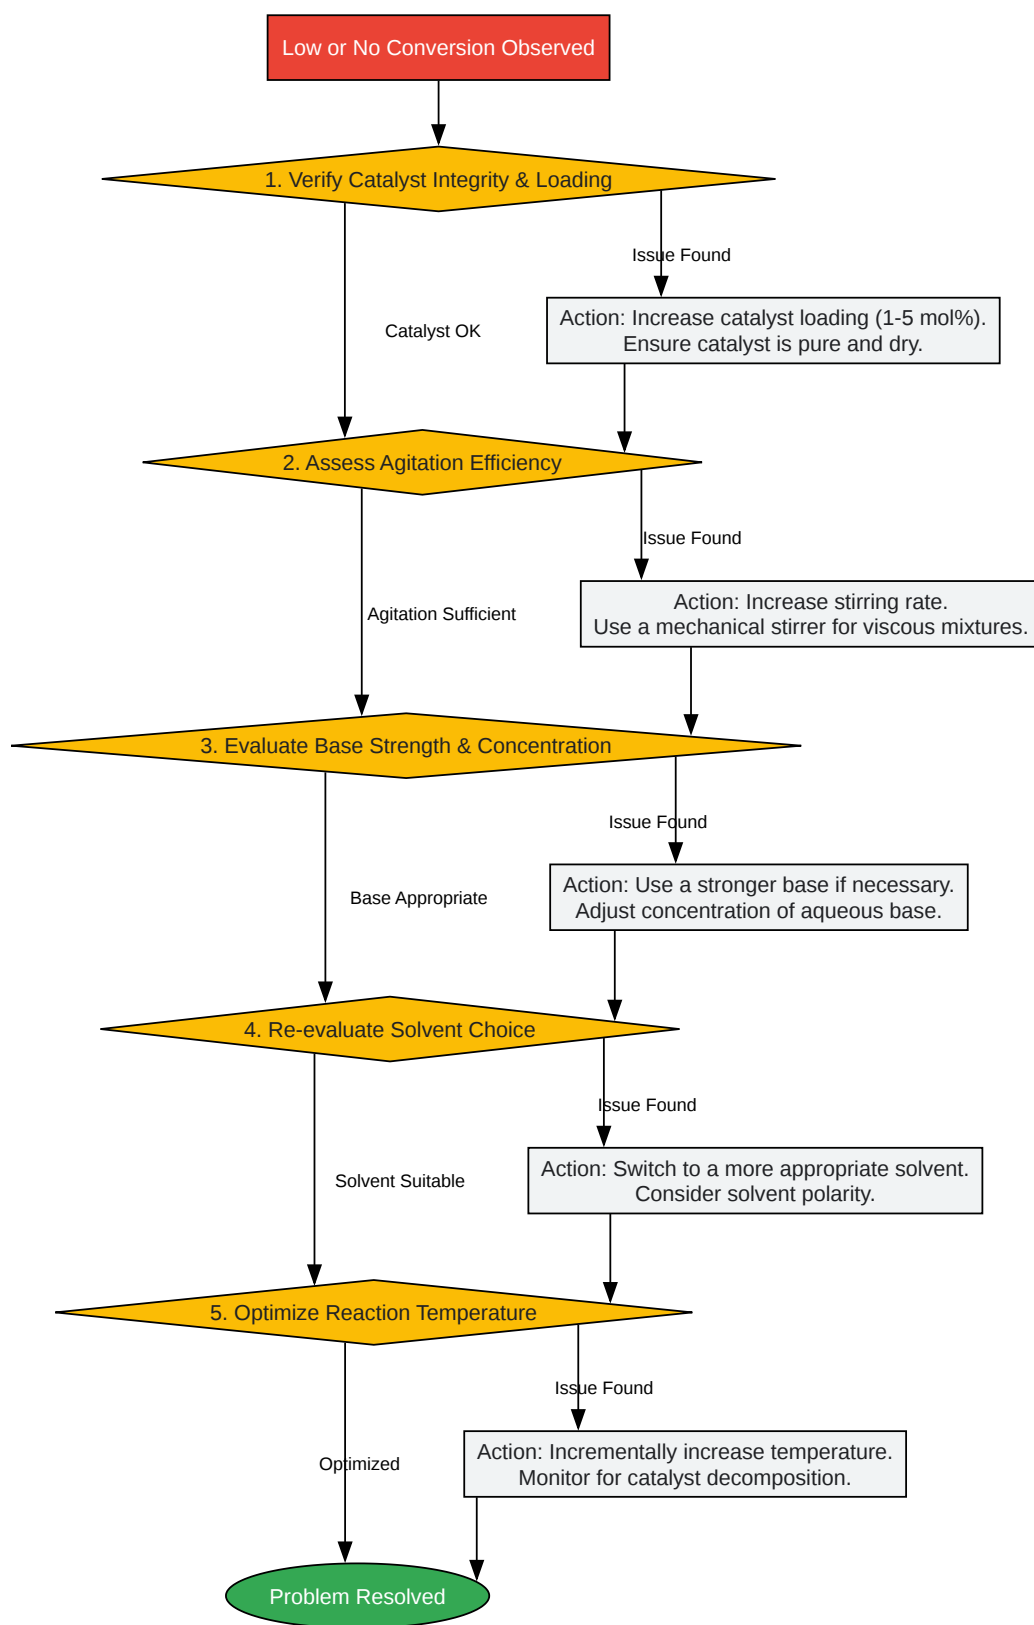 Low or No Conversion Observed
1. Verify Catalyst Integrity & Loading
Issue Found
Catalyst OK
Action: Increase catalyst loading (1-5 mol%).
Ensure catalyst is pure and dry.
2. Assess Agitation Efficiency
Issue Found
Agitation Sufficient
Action: Increase stirring rate.
Use a mechanical stirrer for viscous mixtures.
3. Evaluate Base Strength & Concentration
Issue Found
Base Appropriate
Action: Use a stronger base if necessary.
Adjust concentration of aqueous base.
4. Re-evaluate Solvent Choice
Issue Found
Solvent Suitable
Action: Switch to a more appropriate solvent.
Consider solvent polarity.
5. Optimize Reaction Temperature
Issue Found
Optimized
Action: Incrementally increase temperature.
Monitor for catalyst decomposition.
Problem Resolved